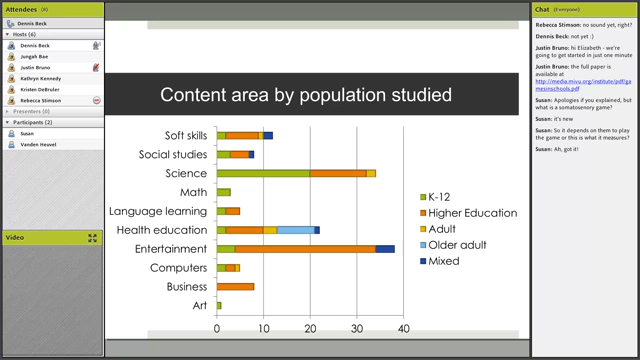 Attendees (8)
Dennis Beck
Hosts (6)
Dennis Beck
Jungah Bae
Justin Bruno
Kathryn Kennedy
Kristen DeBruler
Rebecca Stimson
Presenters (0)
Participants (2)
Susan
Vanden Heuvel
Video
Content area by population studied
Soft skills
Social studies
Science
Math
Language learning
Health education
Entertainment
Computers
Business
Art
0 10 20 30 40
K-12
Higher Education
Adult
Older adult
Mixed
Chat (Everyone)
Rebecca Stimson: no sound yet, right?
Dennis Beck: not yet :)
Justin Bruno: hi Elizabeth - we're
going to get started in just one minute
Justin Bruno: the full paper is
available at
http://media.mivu.org/institute/pdf/ga
mesinschools.pdf
Susan: Apologies if you explained, but
what is a somatosensory game?
Susan: it's new
Susan: So it depends on them to play
the game or this is what it measures?
Susan: Ah, got it!